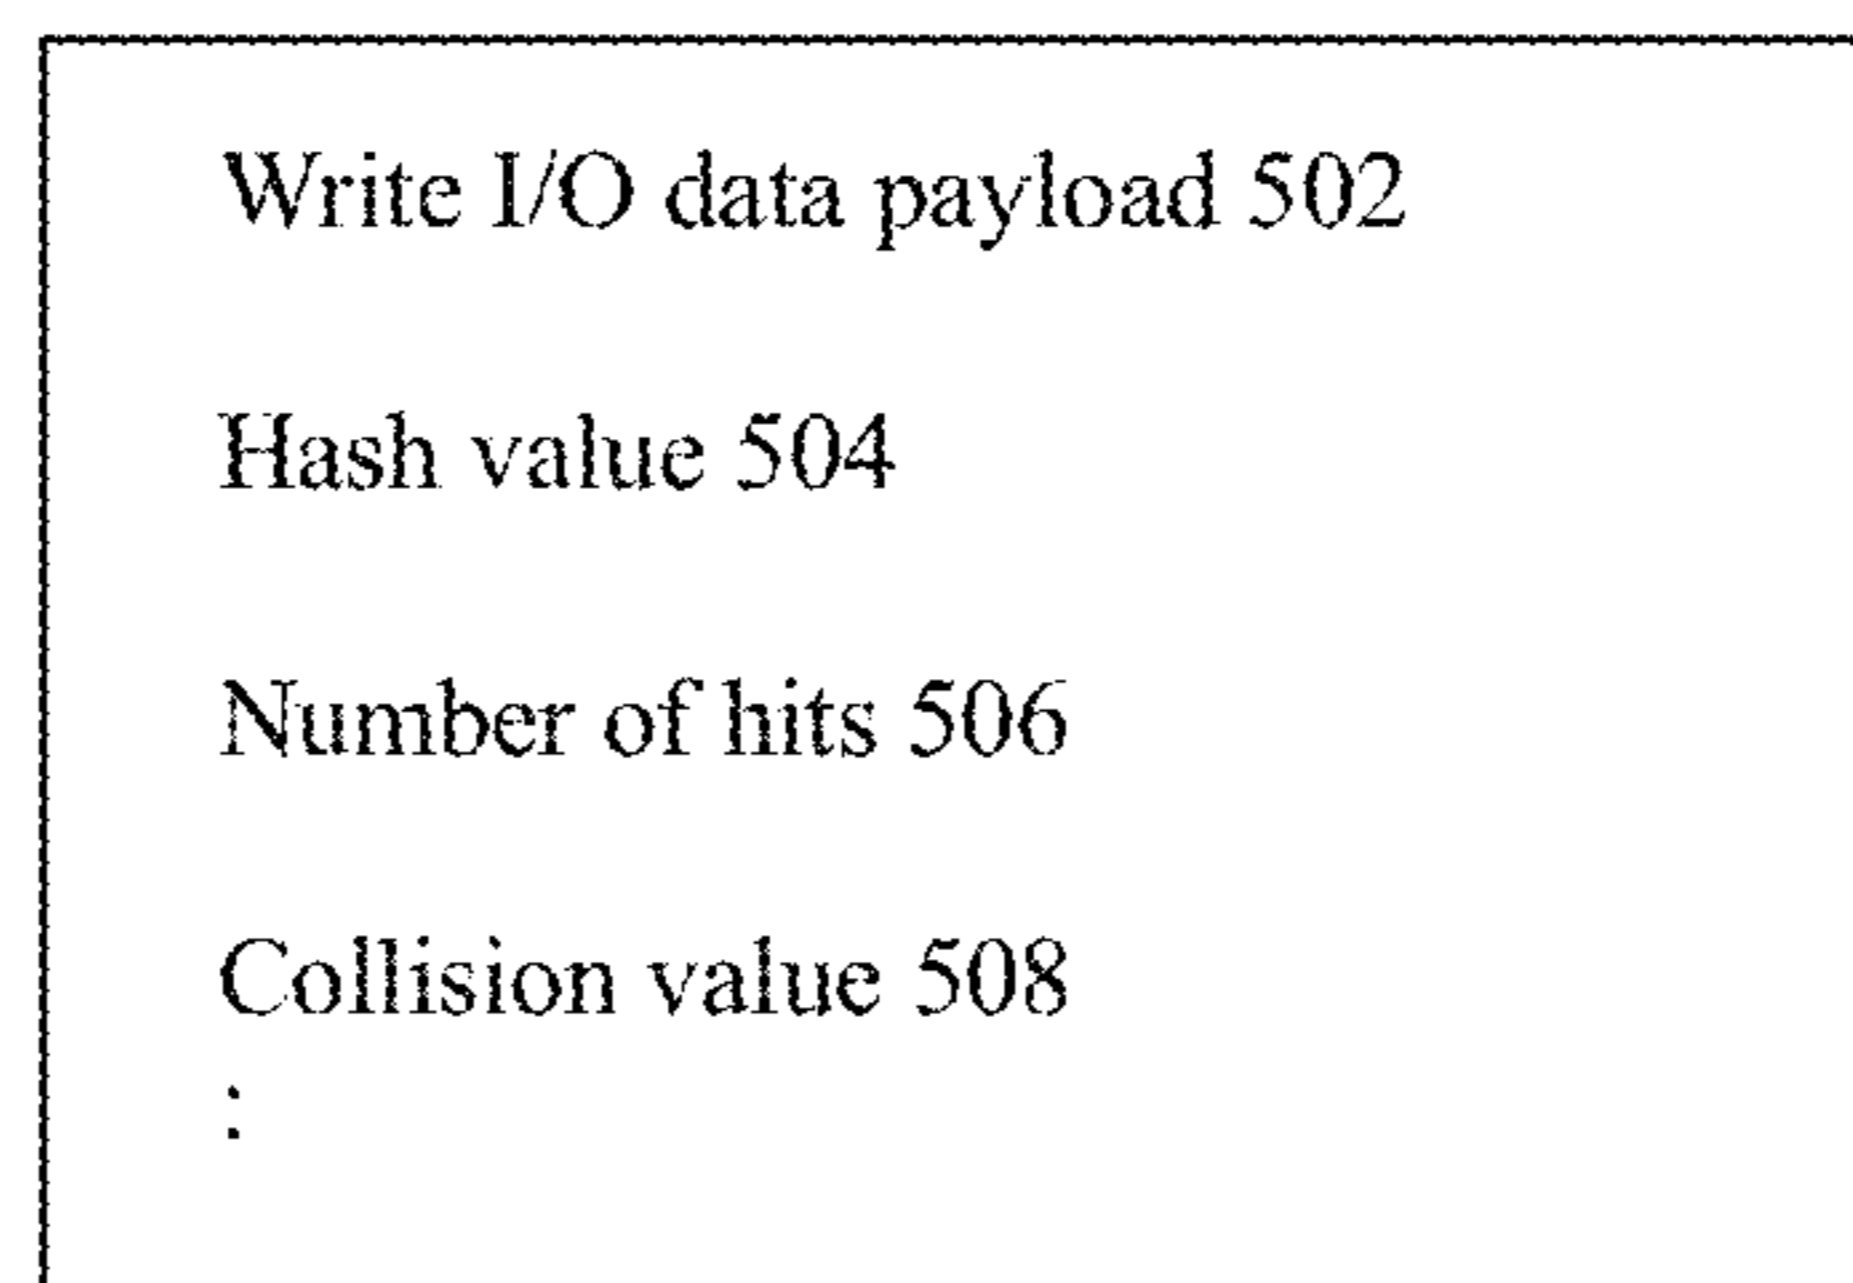 Write I/O data payload 502
Hash value 504
Number of hits 506
Collision value 508
: